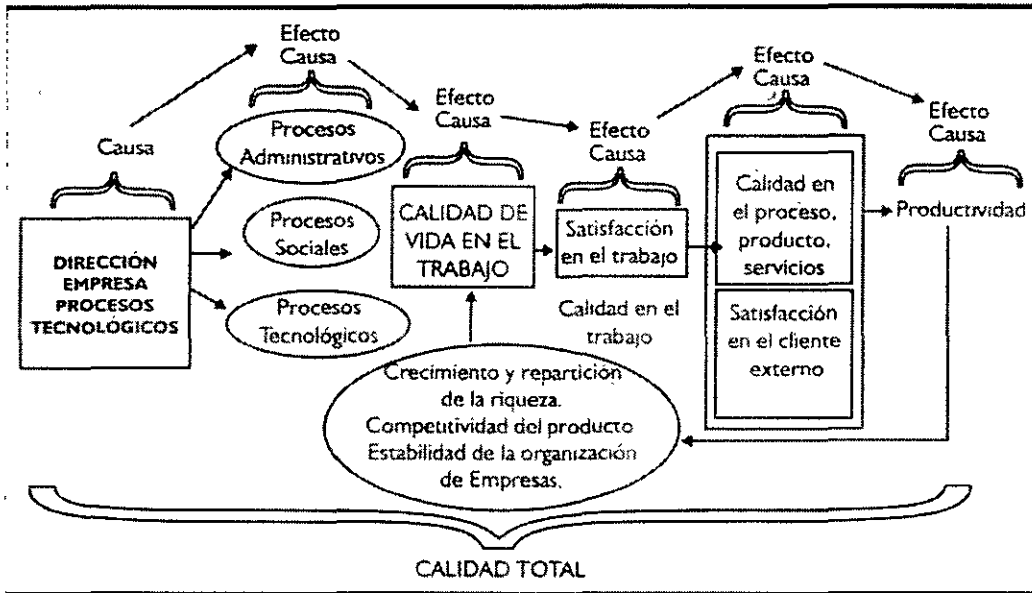 Causa
Efecto
Causa
Efecto
Causa
Efecto
Causa
Efecto
Causa
Efecto
Causa
DIRECCIÓN
EMPRESA
PROCESOS
TECNOLÓGICOS
Procesos
Administrativos
Procesos
Sociales
Procesos
Tecnológicos
CALIDAD DE
VIDA EN EL
TRABAJO
Satisfacción
en el trabajo
Calidad en el
trabajo
Calidad en
el proceso,
producto,
servicios
Satisfacción
en el cliente
externo
Productividad
Crecimiento y repartición
de la riqueza.
Competitividad del producto
Estabilidad de la organización
de Empresas.
CALIDAD TOTAL